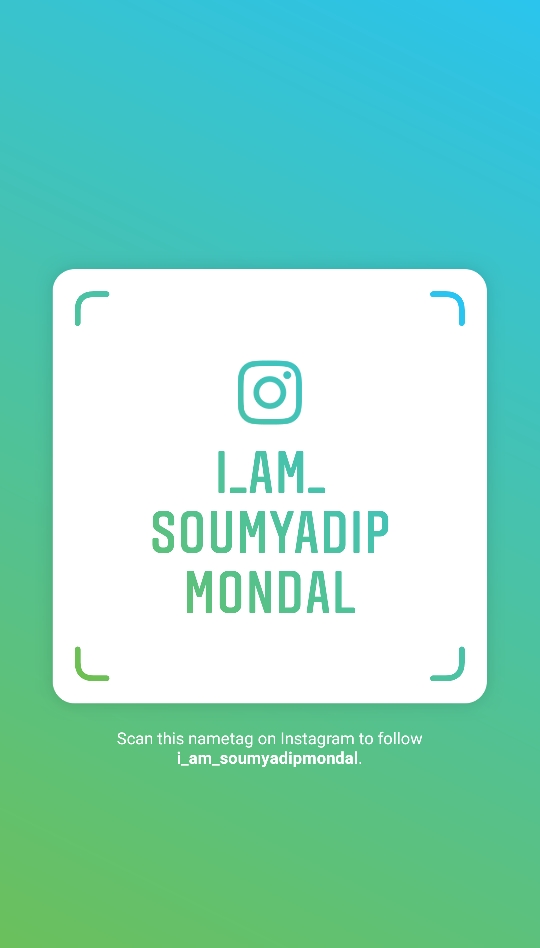 I_AM_
SOUMYADIP
MONDAL
Scan this nametag on Instagram to follow
i_am_soumyadipmondal.